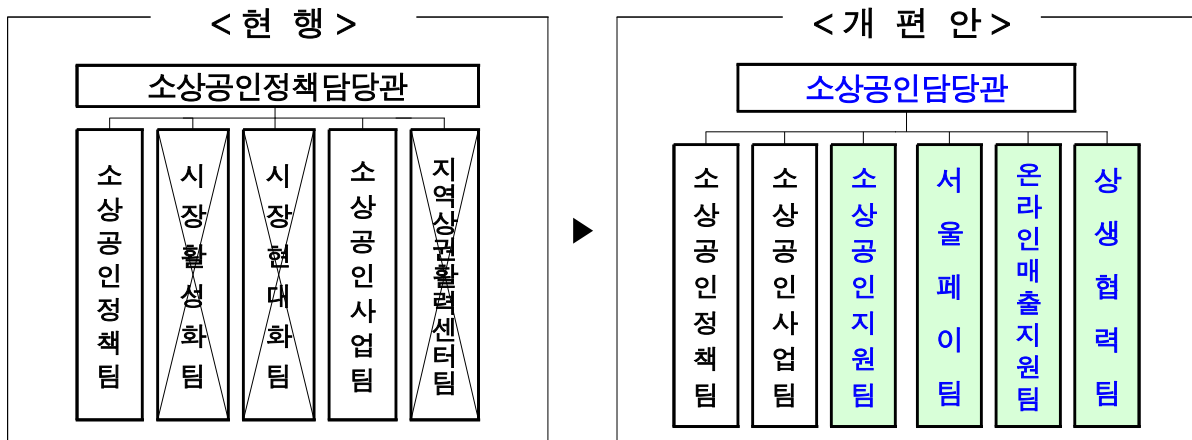 < 현 행 >
소상공인정책담당관
소상공인정책팀
시장활성화팀
시장현대화팀
소상공인사업팀
지역상권활력센터팀
▶
< 개 편 안 >
소상공인담당관
소상공인정책팀
소상공인사업팀
소상공인지원팀
서울페이팀
온라인매출지원팀
상생협력팀